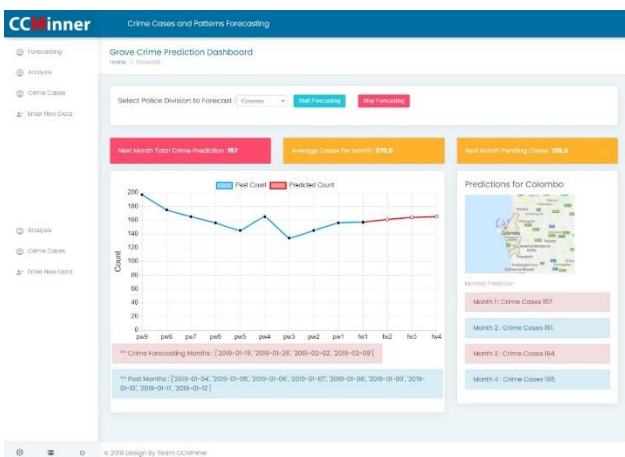 CCMinner
Crime Cases and Patterns Forecasting
Forecasting
Analysis
Crime Cases
Enter New Data
Analysis
Crime Cases
Enter New Data
Grave Crime Prediction Dashboard
Home > Forecast
Select Police Division to Forecast : Colombo
Start Forecasting
Stop Forecasting
Next Month Total Crime Prediction :157
Average Cases Per Month :270.0
Next Month Pending Cases :125.0
Past Count
Predicted Count
Count
200
180
160
140
120
100
80
60
40
20
0
pw9 pw8 pw7 pw6 pw5 pw4 pw3 pw2 pw1 fw1 fw2 fw3 fw4
** Crime Forecasting Months : ['2019-01-19', '2019-01-26', '2019-02-02', '2019-02-09']
** Past Months : ['2019-01-04', '2019-01-05', '2019-01-06', '2019-01-07', '2019-01-08', '2019-01-09', '2019-
01-10', '2019-01-11', '2019-01-12']
Predictions for Colombo
Colombo
Monthly Prediction
Month 1 : Crime Cases 157.
Month 2 : Crime Cases 161.
Month 3 : Crime Cases 164.
Month 4 : Crime Cases 165.
© 2019 Design By Team CCMinner